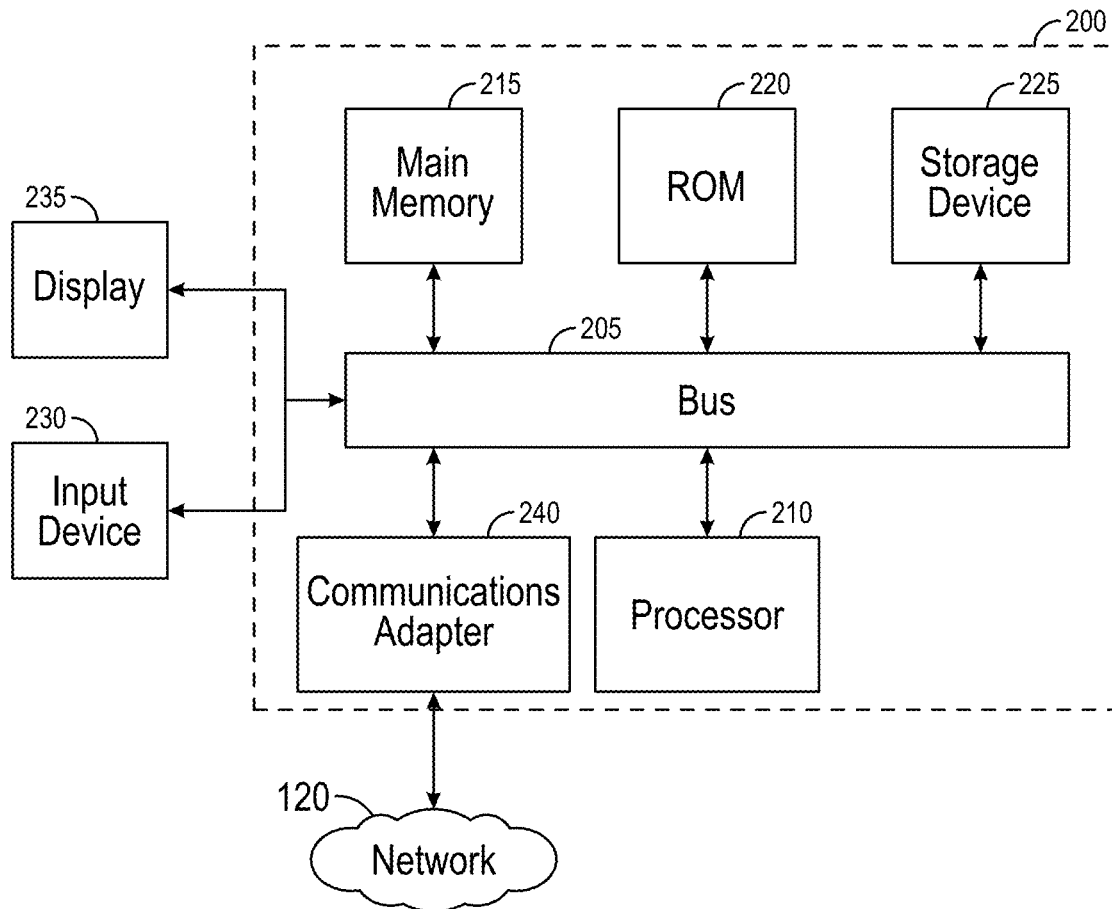 200
215
Main
Memory
220
ROM
225
Storage
Device
235
Display
205
Bus
230
Input
Device
240
Communications
Adapter
210
Processor
120
Network